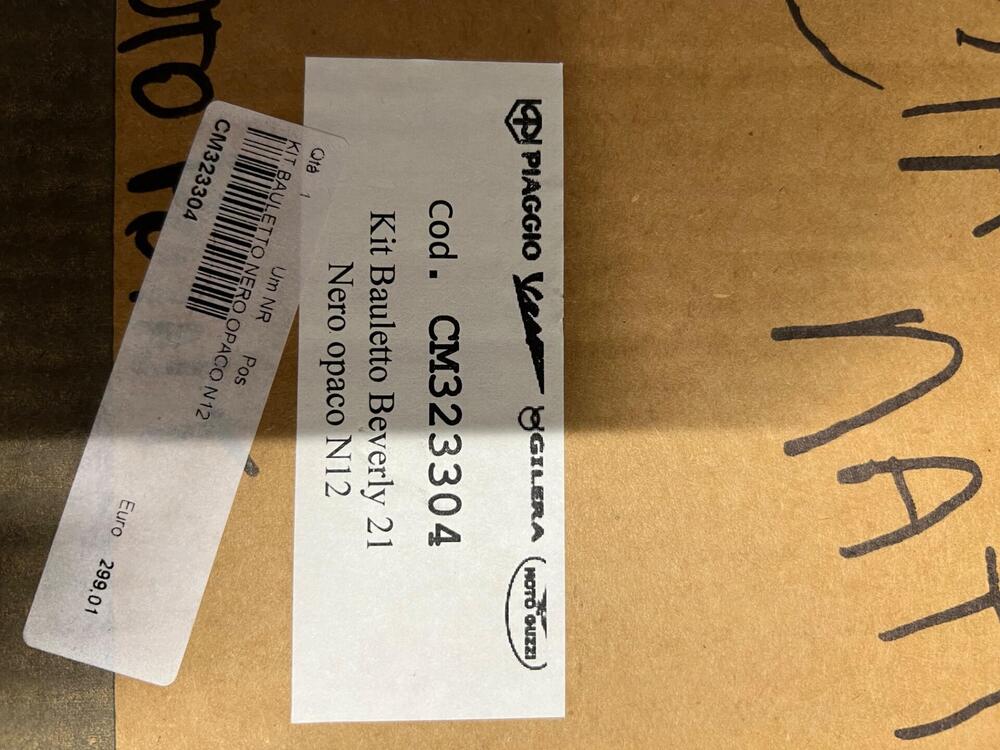 PIAGGIO Vespa GILERA MOTO GUZZI
Cod. CM323304
Kit Bauletto Beverly 21
Nero opaco N12
Qtà 1 Um NR Pos
KIT BAULETTO NERO OPACO N12
CM323304
Euro 299.01